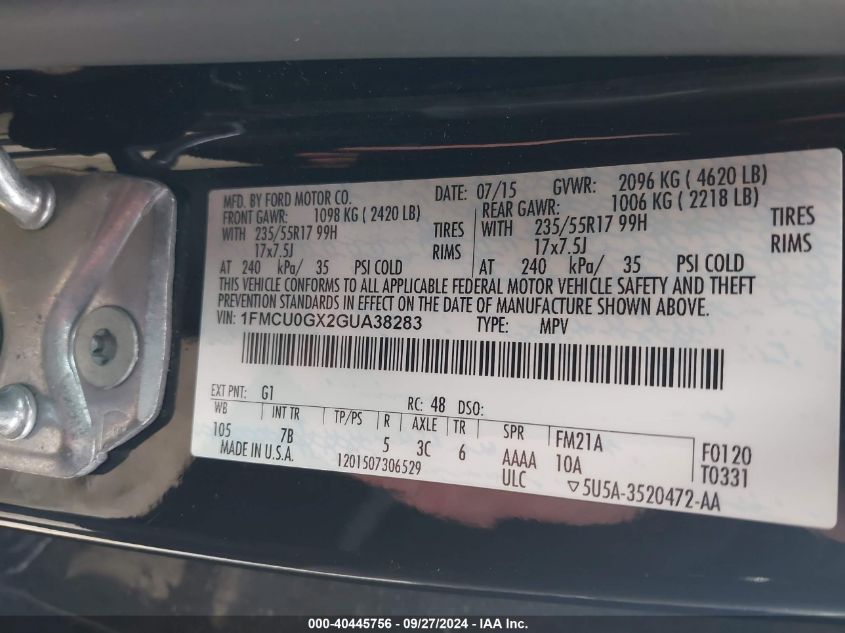 MFD. BY FORD MOTOR CO. DATE: 07/15 GVWR: 2096 KG ( 4620 LB)
FRONT GAWR: 1098 KG ( 2420 LB) REAR GAWR: 1006 KG ( 2218 LB)
WITH 235/55R17 99H TIRES WITH 235/55R17 99H TIRES
17x7.5J RIMS 17x7.5J RIMS
AT 240 kPa/ 35 PSI COLD AT 240 kPa/ 35 PSI COLD
THIS VEHICLE CONFORMS TO ALL APPLICABLE FEDERAL MOTOR VEHICLE SAFETY AND THEFT
PREVENTION STANDARDS IN EFFECT ON THE DATE OF MANUFACTURE SHOWN ABOVE.
VIN: 1FMCU0GX2GUA38283 TYPE: MPV
EXT PNT: G1 RC: 48 DSO:
WB INT TR TP/PS R AXLE TR SPR FM21A F0120
105 7B 5 3C 6 AAAA 10A T0331
MADE IN U.S.A. 1201507306529 ULC ▽5U5A-3520472-AA
000-40445756 - 09/27/2024 - IAA Inc.